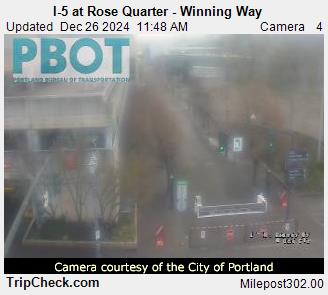 I-5 at Rose Quarter - Winning Way
Updated Dec 26 2024 11:48 AM Camera 4
PBOT
PORTLAND BUREAU OF TRANSPORTATION
Camera courtesy of the City of Portland
TripCheck.com Milepost302.00